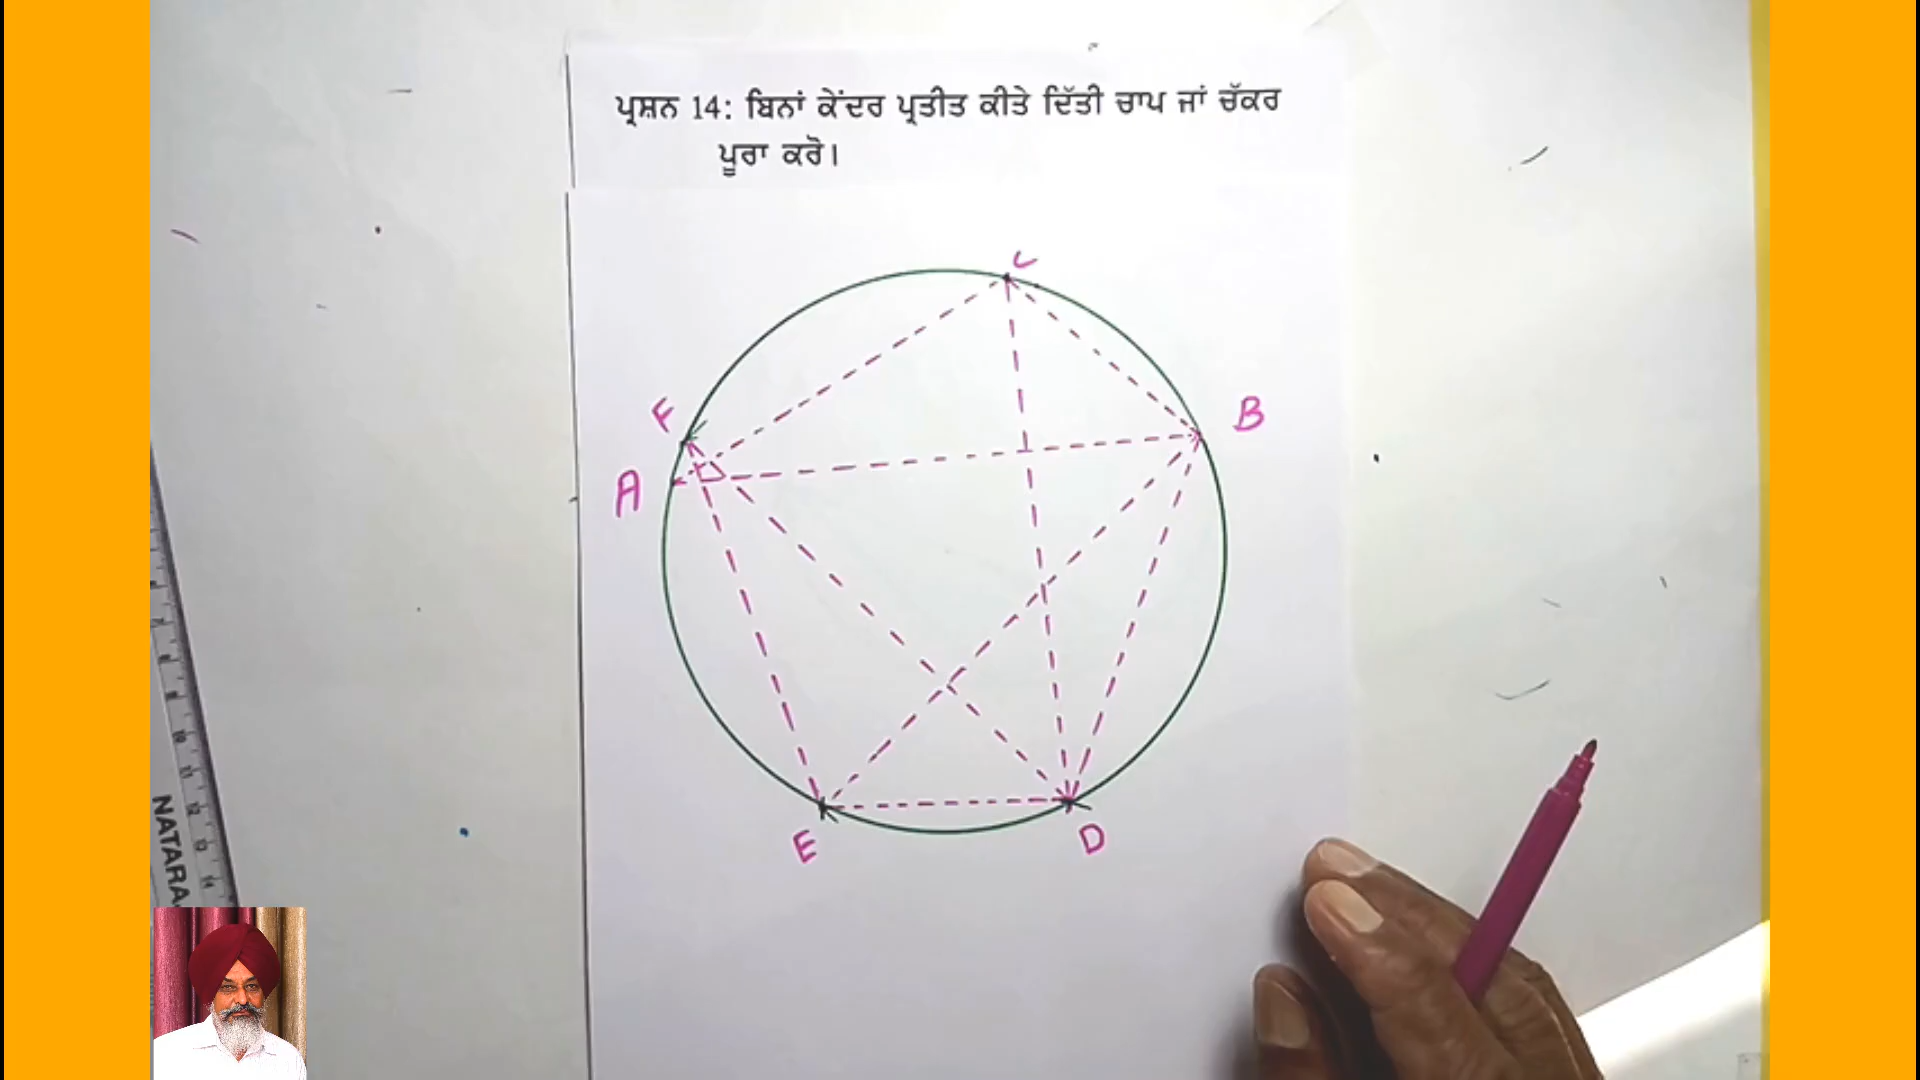 ਪ੍ਰਸ਼ਨ 14: ਬਿਨਾਂ ਕੇਂਦਰ ਪ੍ਰਤੀਤ ਕੀਤੇ ਦਿੱਤੀ ਚਾਪ ਜਾਂ ਚੱਕਰ
ਪੂਰਾ ਕਰੋ।
C
F
B
A
E
D
NATARA